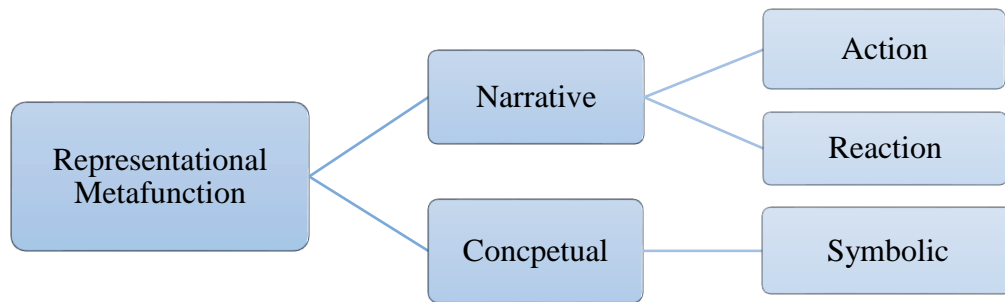 Representational
Metafunction
Narrative
Concpetual
Action
Reaction
Symbolic